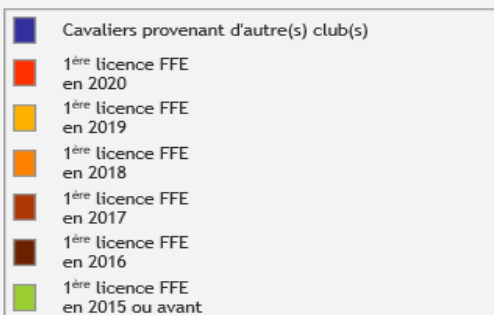 Cavaliers provenant d'autre(s) club(s)
1ère licence FFE
en 2020
1ère licence FFE
en 2019
1ère licence FFE
en 2018
1ère licence FFE
en 2017
1ère licence FFE
en 2016
1ère licence FFE
en 2015 ou avant